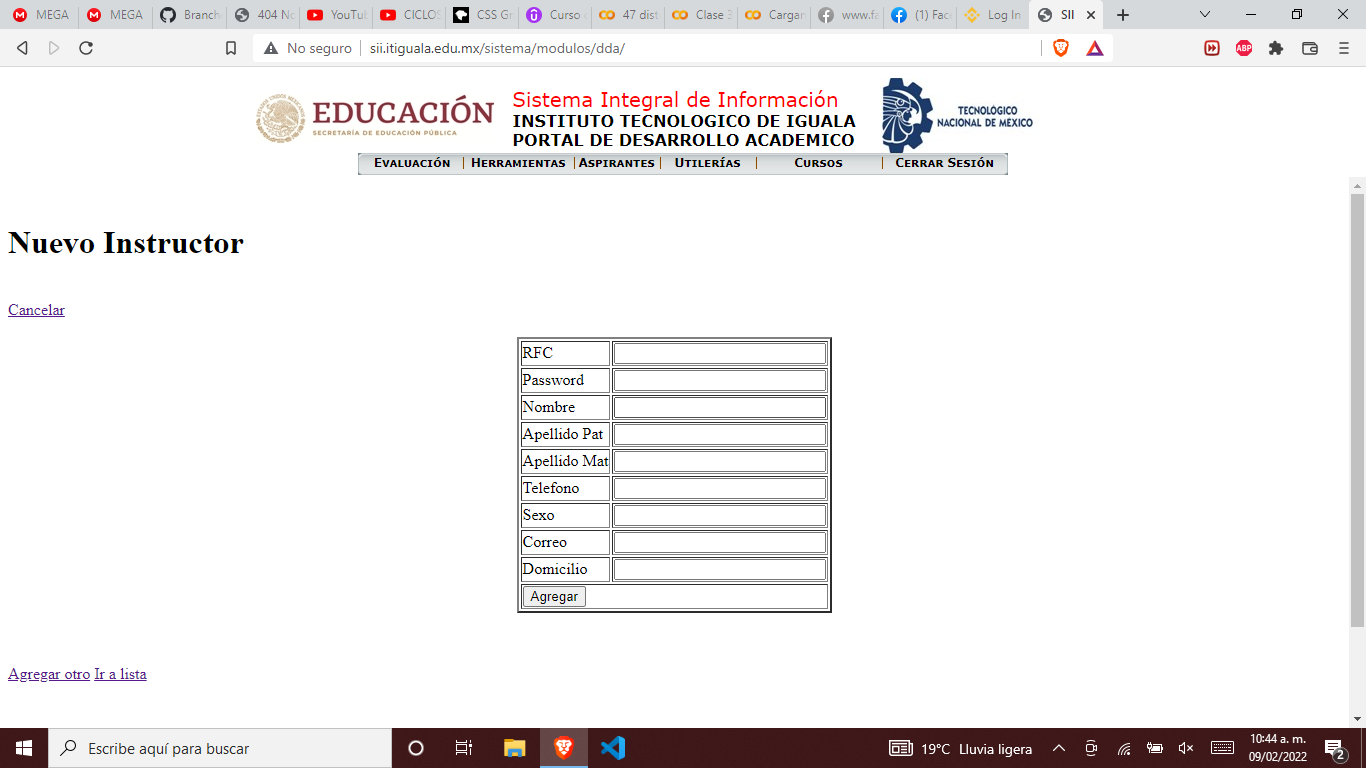 MEGA MEGA Branch 404 No YouTub CICLOS CSS Gr Curso 47 dist Clase 3 Cargan www.fa (1) Fac Log In SII
No seguro sii.itiguala.edu.mx/sistema/modulos/dda/
ABP
EDUCACIÓN
SECRETARÍA DE EDUCACIÓN PÚBLICA
Sistema Integral de Información
INSTITUTO TECNOLOGICO DE IGUALA
PORTAL DE DESARROLLO ACADEMICO
TECNOLÓGICO
NACIONAL DE MÉXICO
EVALUACIÓN HERRAMIENTAS ASPIRANTES UTILERÍAS CURSOS CERRAR SESIÓN
Nuevo Instructor
Cancelar
RFC
Password
Nombre
Apellido Pat
Apellido Mat
Telefono
Sexo
Correo
Domicilio
Agregar
Agregar otro Ir a lista
Escribe aquí para buscar
19°C Lluvia ligera
10:44 a. m.
09/02/2022
2